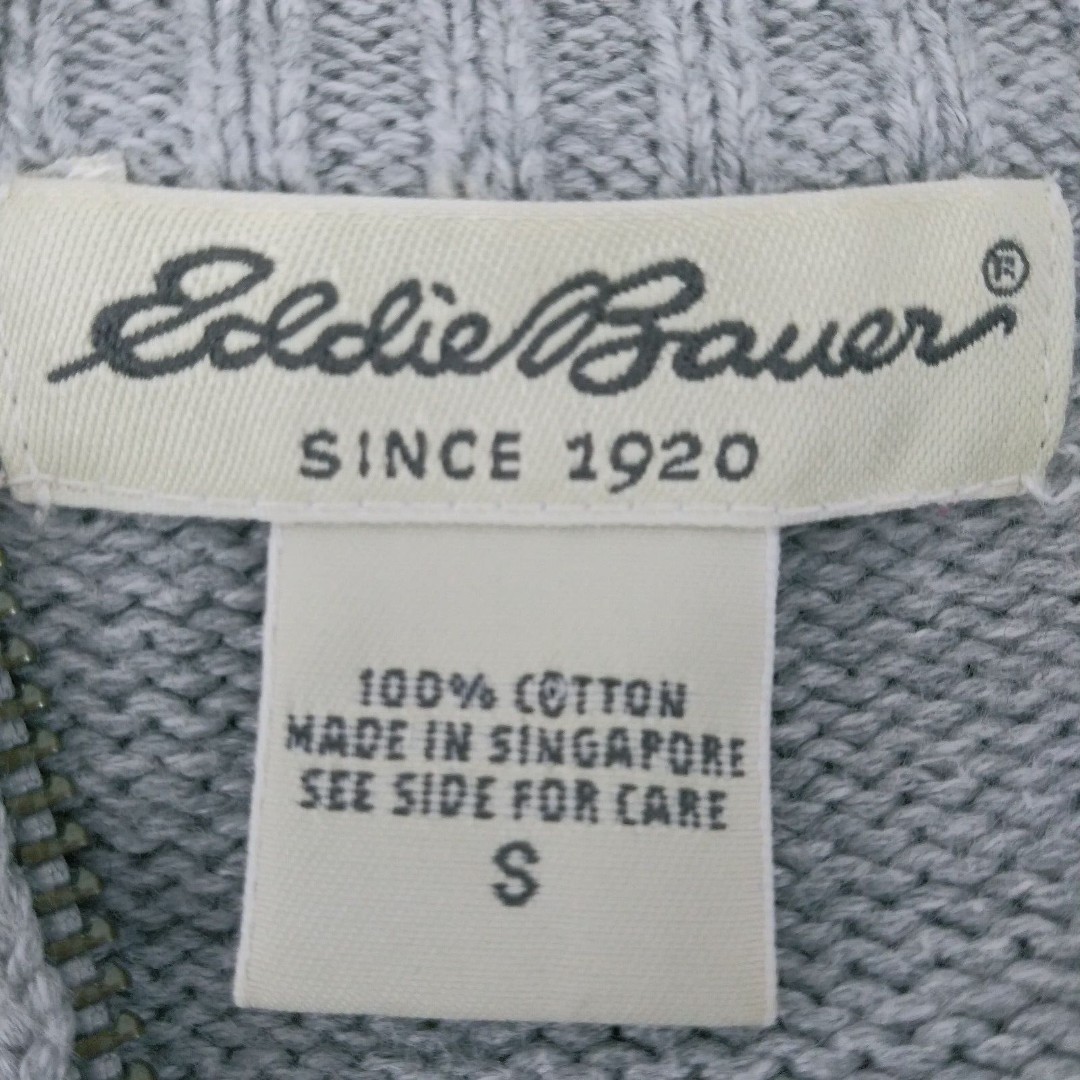 Eddie Bauer®
SINCE 1920
100% COTTON
MADE IN SINGAPORE
SEE SIDE FOR CARE
S